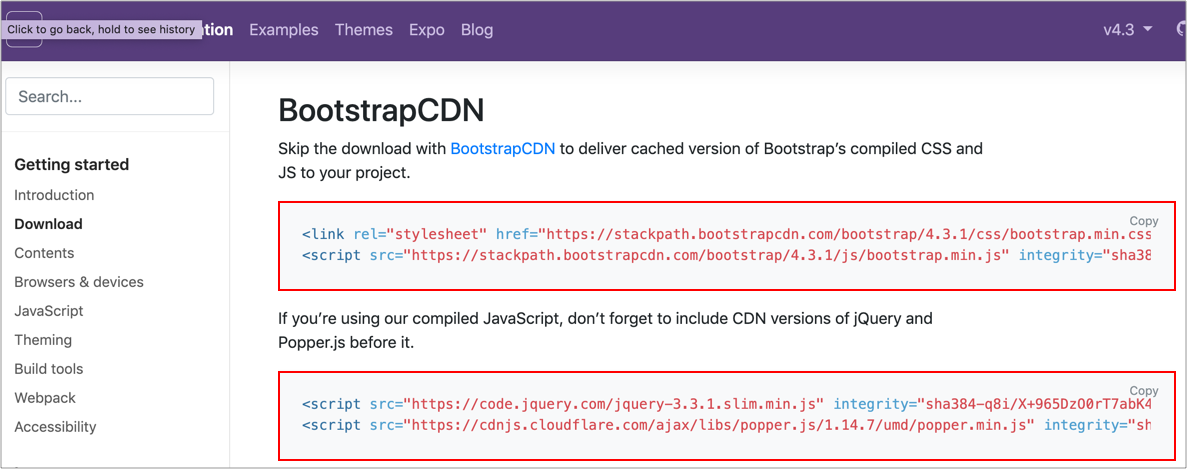 Click to go back, hold to see history
Examples Themes Expo Blog v4.3
Search...
Getting started
Introduction
Download
Contents
Browsers & devices
JavaScript
Theming
Build tools
Webpack
Accessibility
BootstrapCDN
Skip the download with BootstrapCDN to deliver cached version of Bootstrap’s compiled CSS and
JS to your project.
Copy
<link rel="stylesheet" href="https://stackpath.bootstrapcdn.com/bootstrap/4.3.1/css/bootstrap.min.css
<script src="https://stackpath.bootstrapcdn.com/bootstrap/4.3.1/js/bootstrap.min.js" integrity="sha38
If you’re using our compiled JavaScript, don’t forget to include CDN versions of jQuery and
Popper.js before it.
Copy
<script src="https://code.jquery.com/jquery-3.3.1.slim.min.js" integrity="sha384-q8i/X+965DzO0rT7abK4
<script src="https://cdnjs.cloudflare.com/ajax/libs/popper.js/1.14.7/umd/popper.min.js" integrity="sh